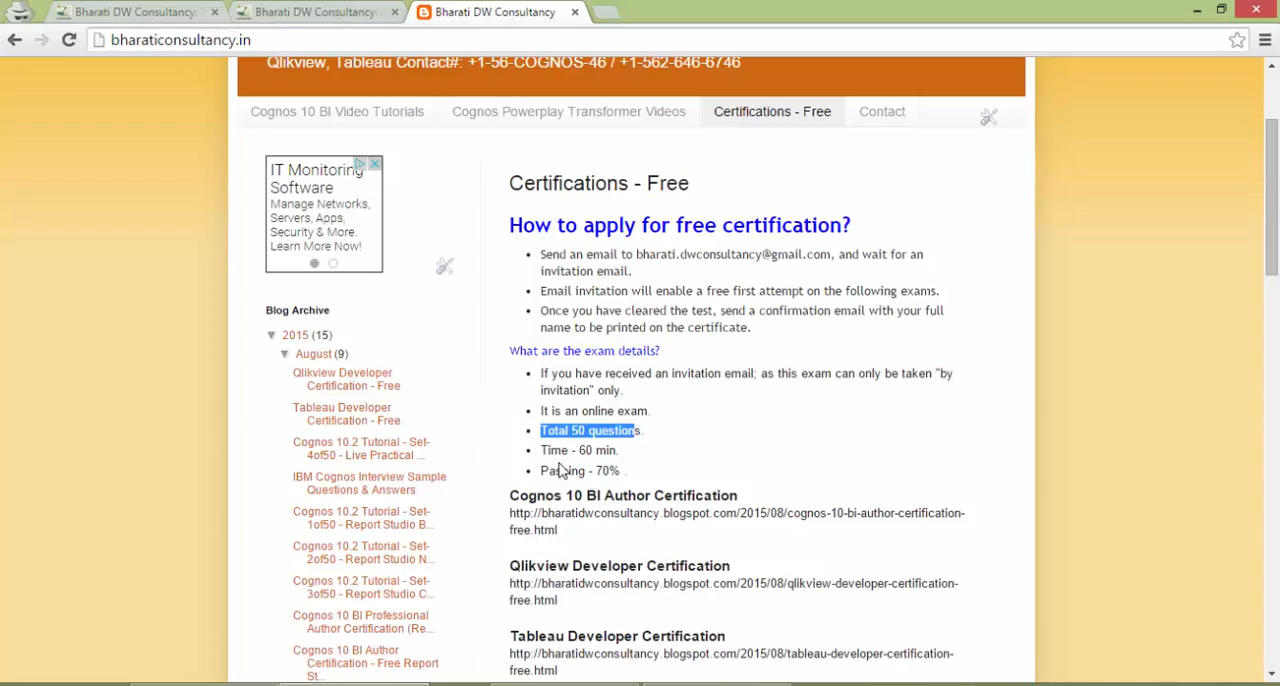 Bharati DW Consultancy: T
Bharati DW Consultancy:
Bharati DW Consultancy
bharaticonsultancy.in
Qlikview, Tableau Contact#: +1-56-COGNOS-46 / +1-562-646-6746
Cognos 10 BI Video Tutorials
Cognos Powerplay Transformer Videos
Certifications - Free
Contact
IT Monitoring
Software
Manage Networks,
Servers, Apps,
Security & More.
Learn More Now!
Blog Archive
▼ 2015 (15)
▼ August (9)
Qlikview Developer
Certification - Free
Tableau Developer
Certification - Free
Cognos 10.2 Tutorial - Set-
4of50 - Live Practical ...
IBM Cognos Interview Sample
Questions & Answers
Cognos 10.2 Tutorial - Set-
1of50 - Report Studio B...
Cognos 10.2 Tutorial - Set-
2of50 - Report Studio N...
Cognos 10.2 Tutorial - Set-
3of50 - Report Studio C...
Cognos 10 BI Professional
Author Certification (Re...
Cognos 10 BI Author
Certification - Free Report
St...
Certifications - Free
How to apply for free certification?
• Send an email to bharati.dwconsultancy@gmail.com, and wait for an
invitation email.
• Email invitation will enable a free first attempt on the following exams.
• Once you have cleared the test, send a confirmation email with your full
name to be printed on the certificate.
What are the exam details?
• If you have received an invitation email; as this exam can only be taken "by
invitation" only.
• It is an online exam.
• Total 50 questions.
• Time - 60 min.
• Passing - 70% .
Cognos 10 BI Author Certification
http://bharatidwconsultancy.blogspot.com/2015/08/cognos-10-bi-author-certification-
free.html
Qlikview Developer Certification
http://bharatidwconsultancy.blogspot.com/2015/08/qlikview-developer-certification-
free.html
Tableau Developer Certification
http://bharatidwconsultancy.blogspot.com/2015/08/tableau-developer-certification-
free.html